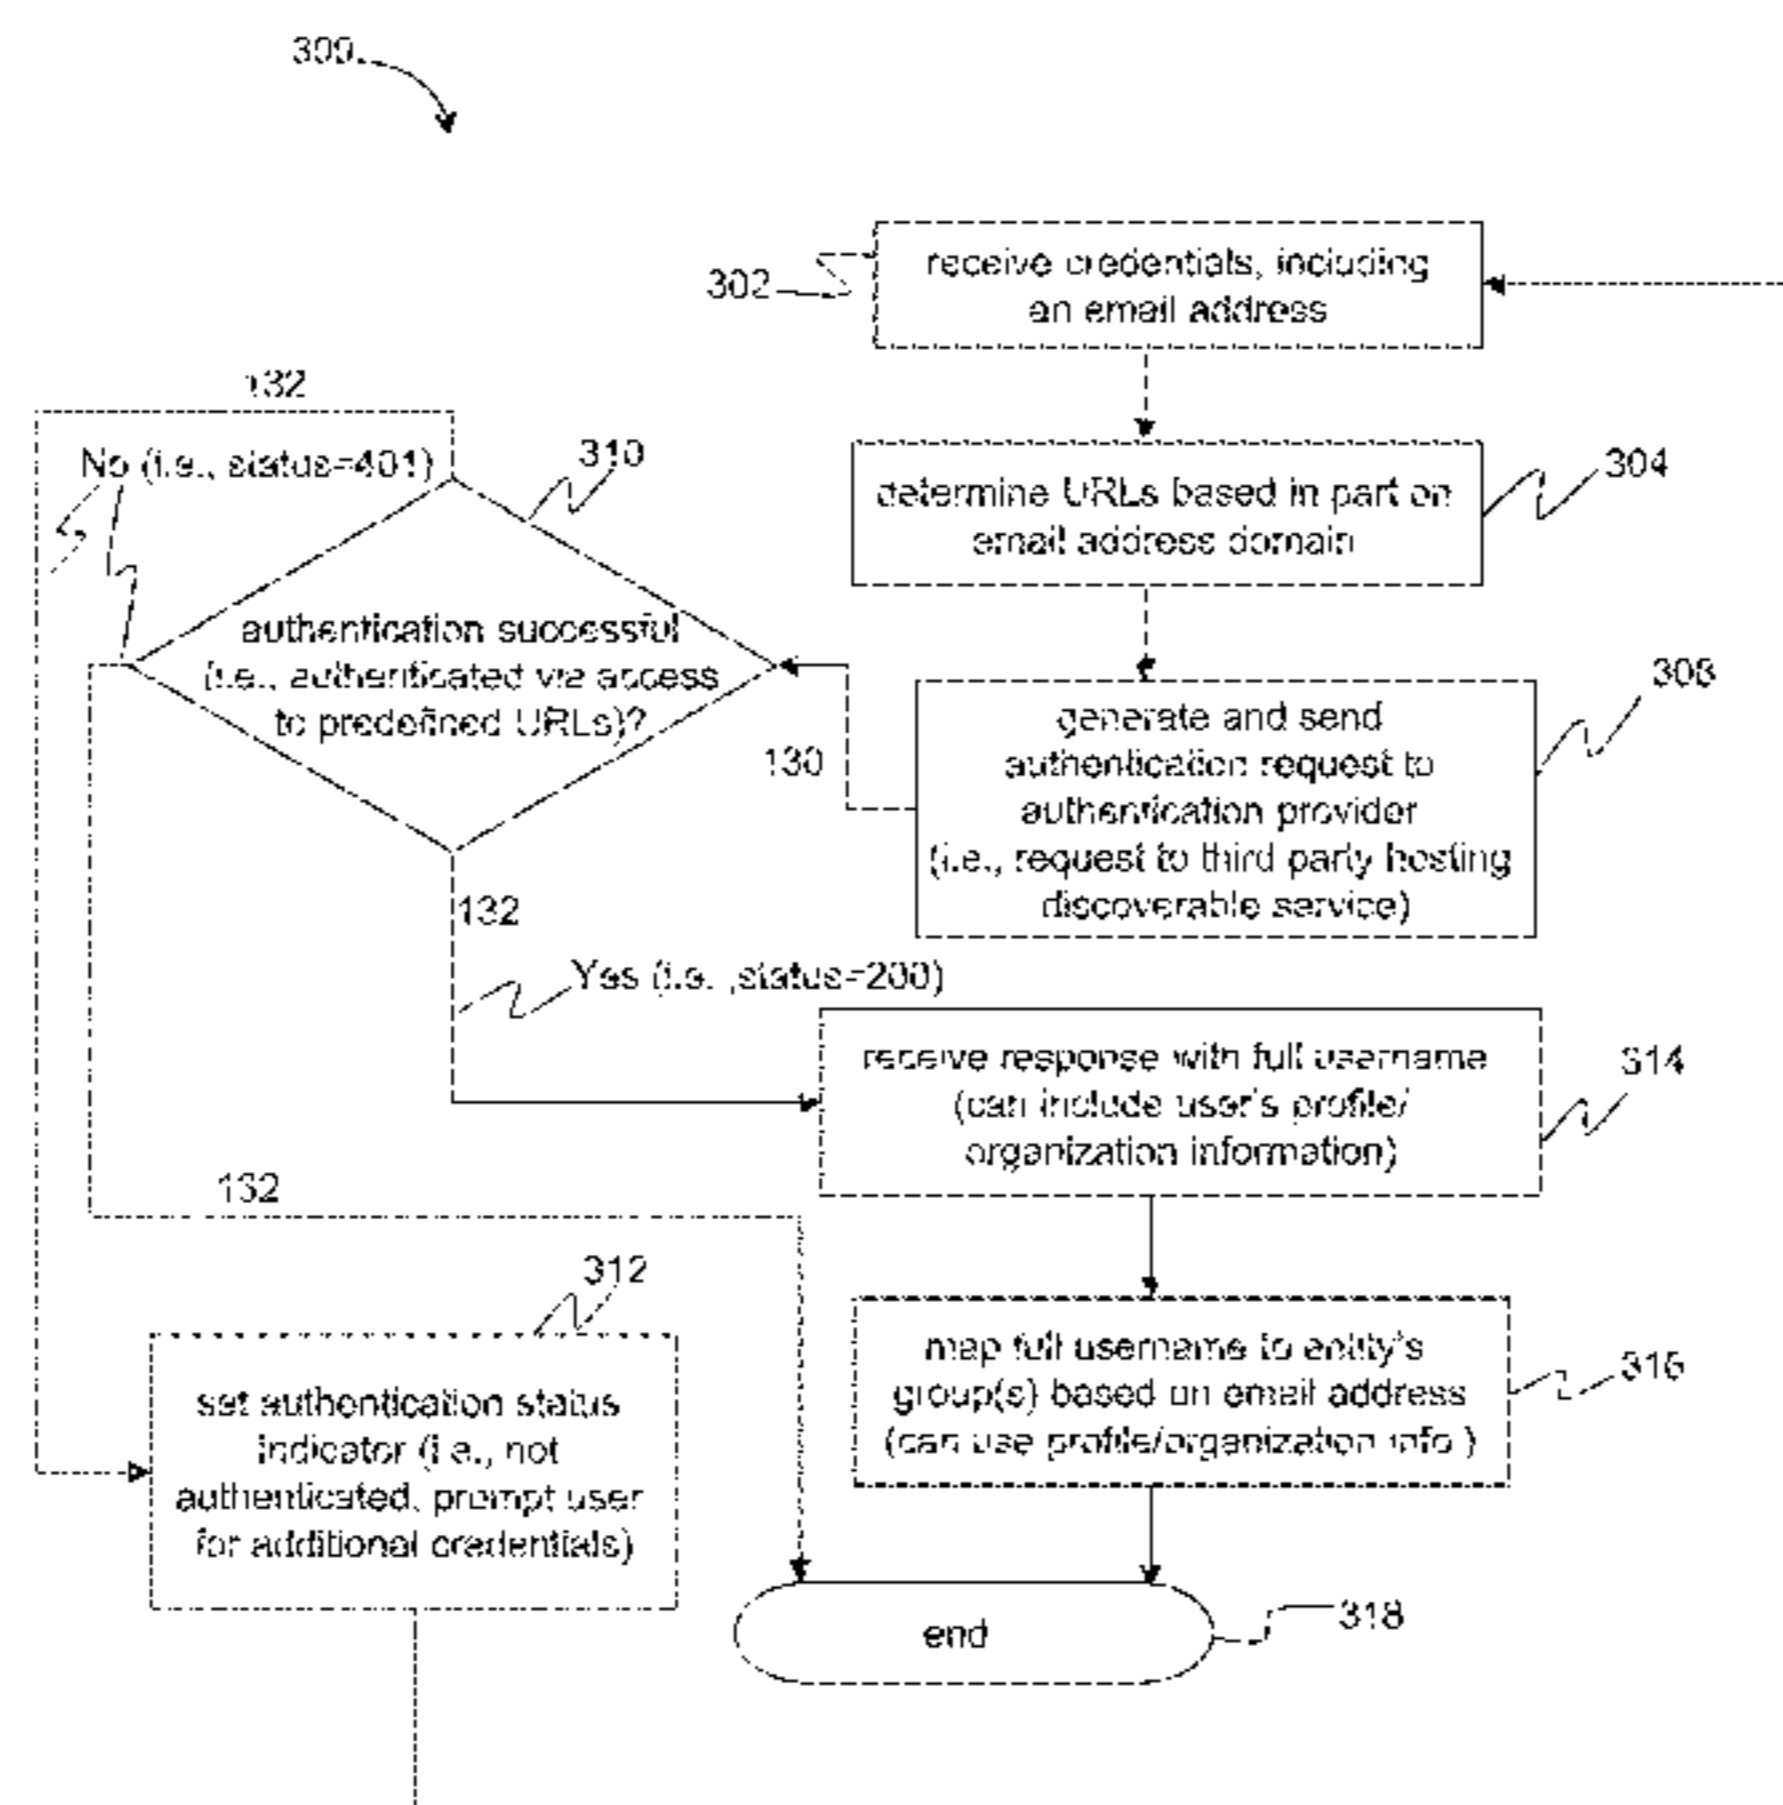 300
302
receive credentials, including
an email address
132
No (i.e., status=401)
310
304
determine URLs based in part on
email address domain
authentication successful
(i.e., authenticated via access
to predefined URLs)?
308
130
generate and send
authentication request to
authentication provider
(i.e., request to third party hosting
discoverable service)
132
Yes (i.e. ,status=200)
receive response with full username
(can include user's profile/
organization information)
314
132
312
set authentication status
indicator (i.e., not
authenticated, prompt user
for additional credentials)
map full username to entity's
group(s) based on email address
(can use profile/organization info.)
316
end
318